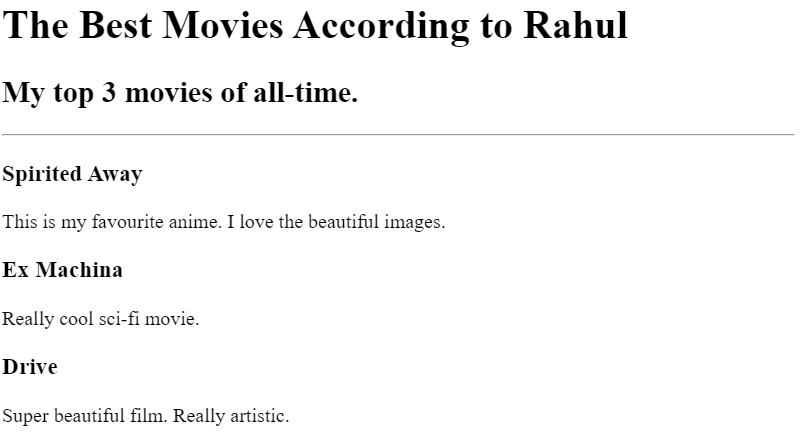 The Best Movies According to Rahul
My top 3 movies of all-time.
Spirited Away
This is my favourite anime. I love the beautiful images.
Ex Machina
Really cool sci-fi movie.
Drive
Super beautiful film. Really artistic.